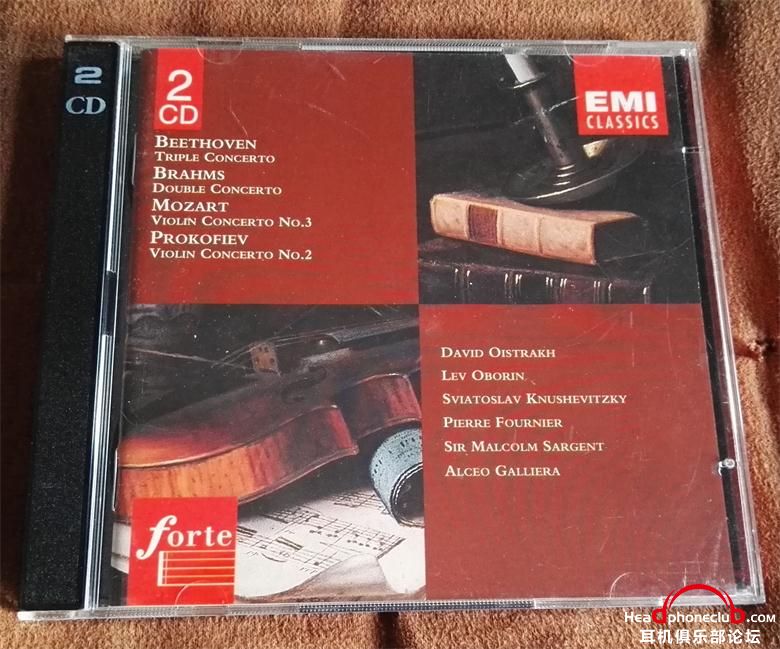 2
CD
2
CD
BEETHOVEN
TRIPLE CONCERTO
BRAHMS
DOUBLE CONCERTO
MOZART
VIOLIN CONCERTO NO.3
PROKOFIEV
VIOLIN CONCERTO NO.2
EMI
CLASSICS
DAVID OISTRAKH
LEV OBORIN
SVIATOSLAV KNUSHEVITZKY
PIERRE FOURNIER
SIR MALCOLM SARGENT
ALCEO GALLIERA
forte
HeadphoneclubD.COM
耳机俱乐部论坛